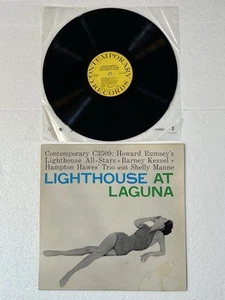 CONTEMPORARY
RECORDS
Contemporary C3509: Howard Rumsey's
Lighthouse All-Stars • Barney Kessel •
Hampton Hawes' Trio with Shelly Manne
LIGHTHOUSE AT
LAGUNA